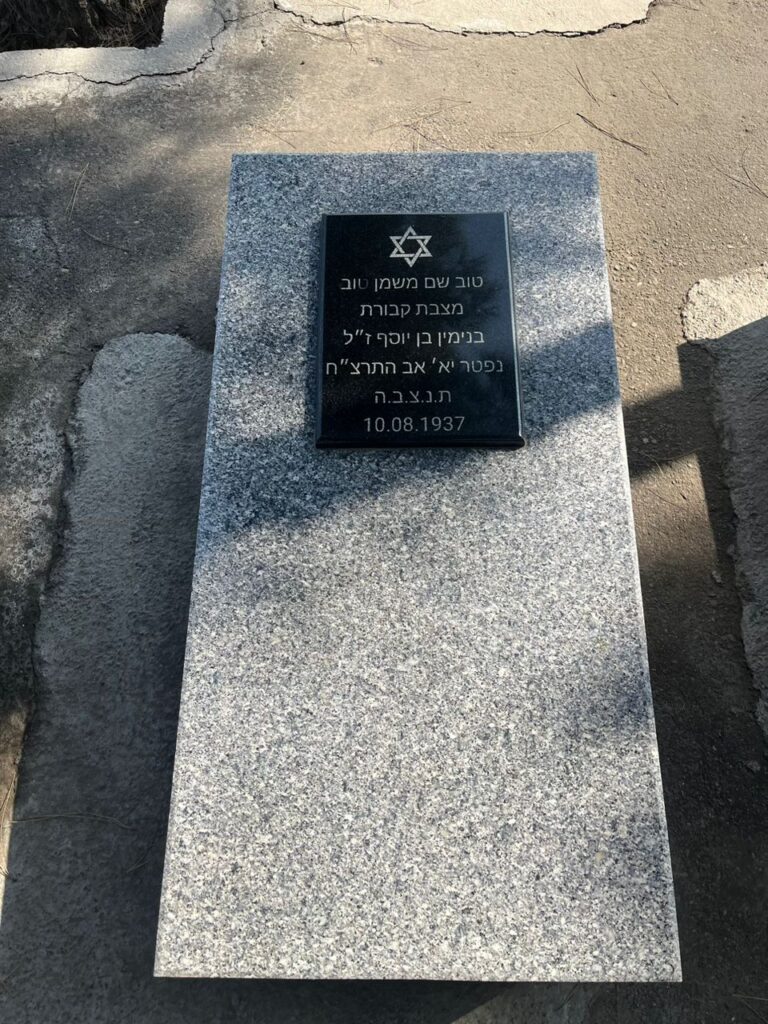 טוב שם משמן טוב
מצבת קבורת
בנימין בן יוסף ז״ל
נפטר יא׳ אב התרצ״ח
ת.נ.צ.ב.ה
10.08.1937